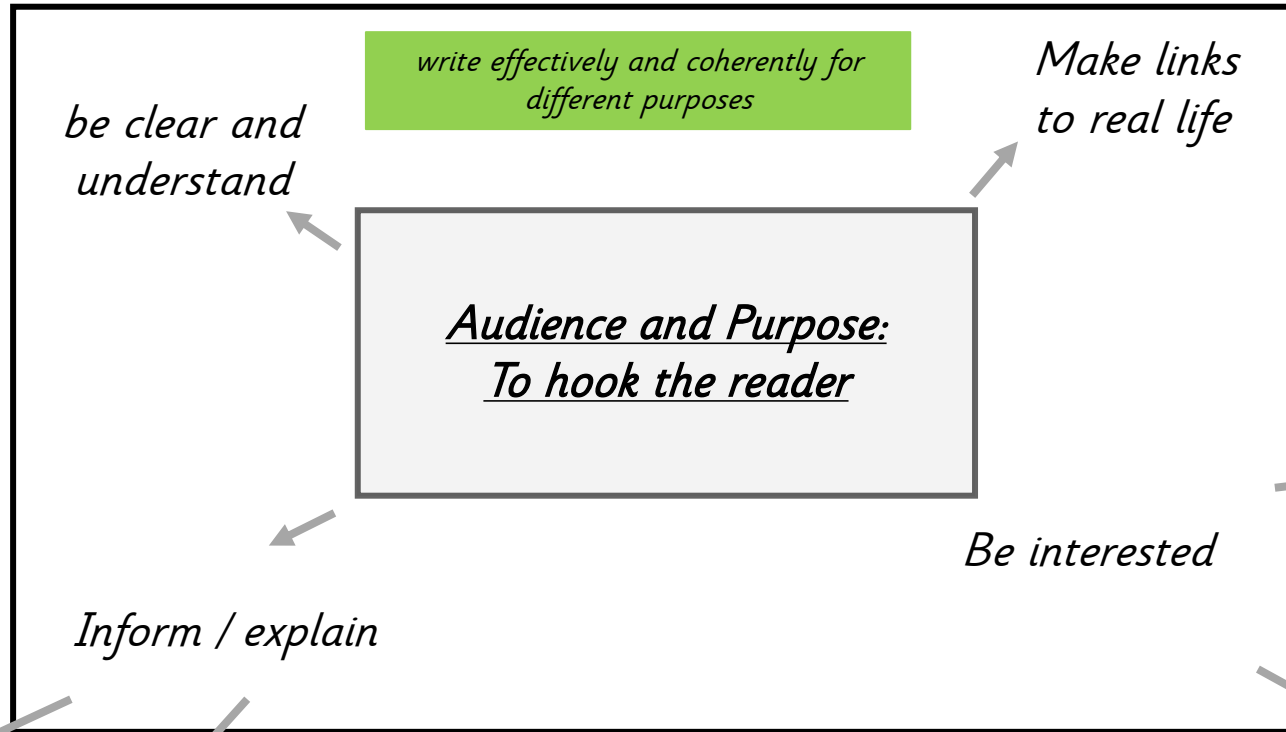 write effectively and coherently for
different purposes
Make links
to real life
be clear and
understand
Audience and Purpose:
To hook the reader
Be interested
Inform / explain